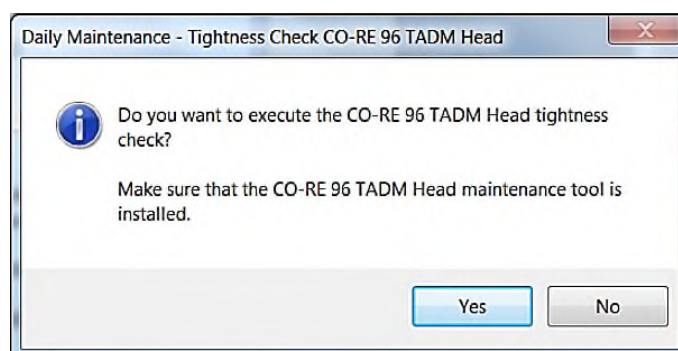 Daily Maintenance - Tightness Check CO-RE 96 TADM Head
Do you want to execute the CO-RE 96 TADM Head tightness
check?
Make sure that the CO-RE 96 TADM Head maintenance tool is
installed.
Yes
No